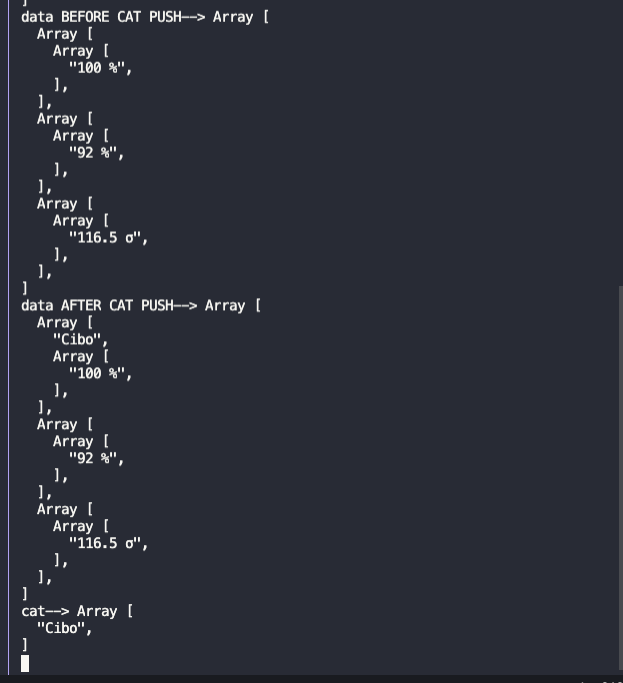 ]
data BEFORE CAT PUSH—> Array [
  Array [
    Array [
      "100 %",
    ],
  ],
  Array [
    Array [
      "92 %",
    ],
  ],
  Array [
    Array [
      "116.5 σ",
    ],
  ],
]
data AFTER CAT PUSH—> Array [
  Array [
    "Cibo",
    Array [
      "100 %",
    ],
  ],
  Array [
    Array [
      "92 %",
    ],
  ],
  Array [
    Array [
      "116.5 σ",
    ],
  ],
]
cat—> Array [
  "Cibo",
]